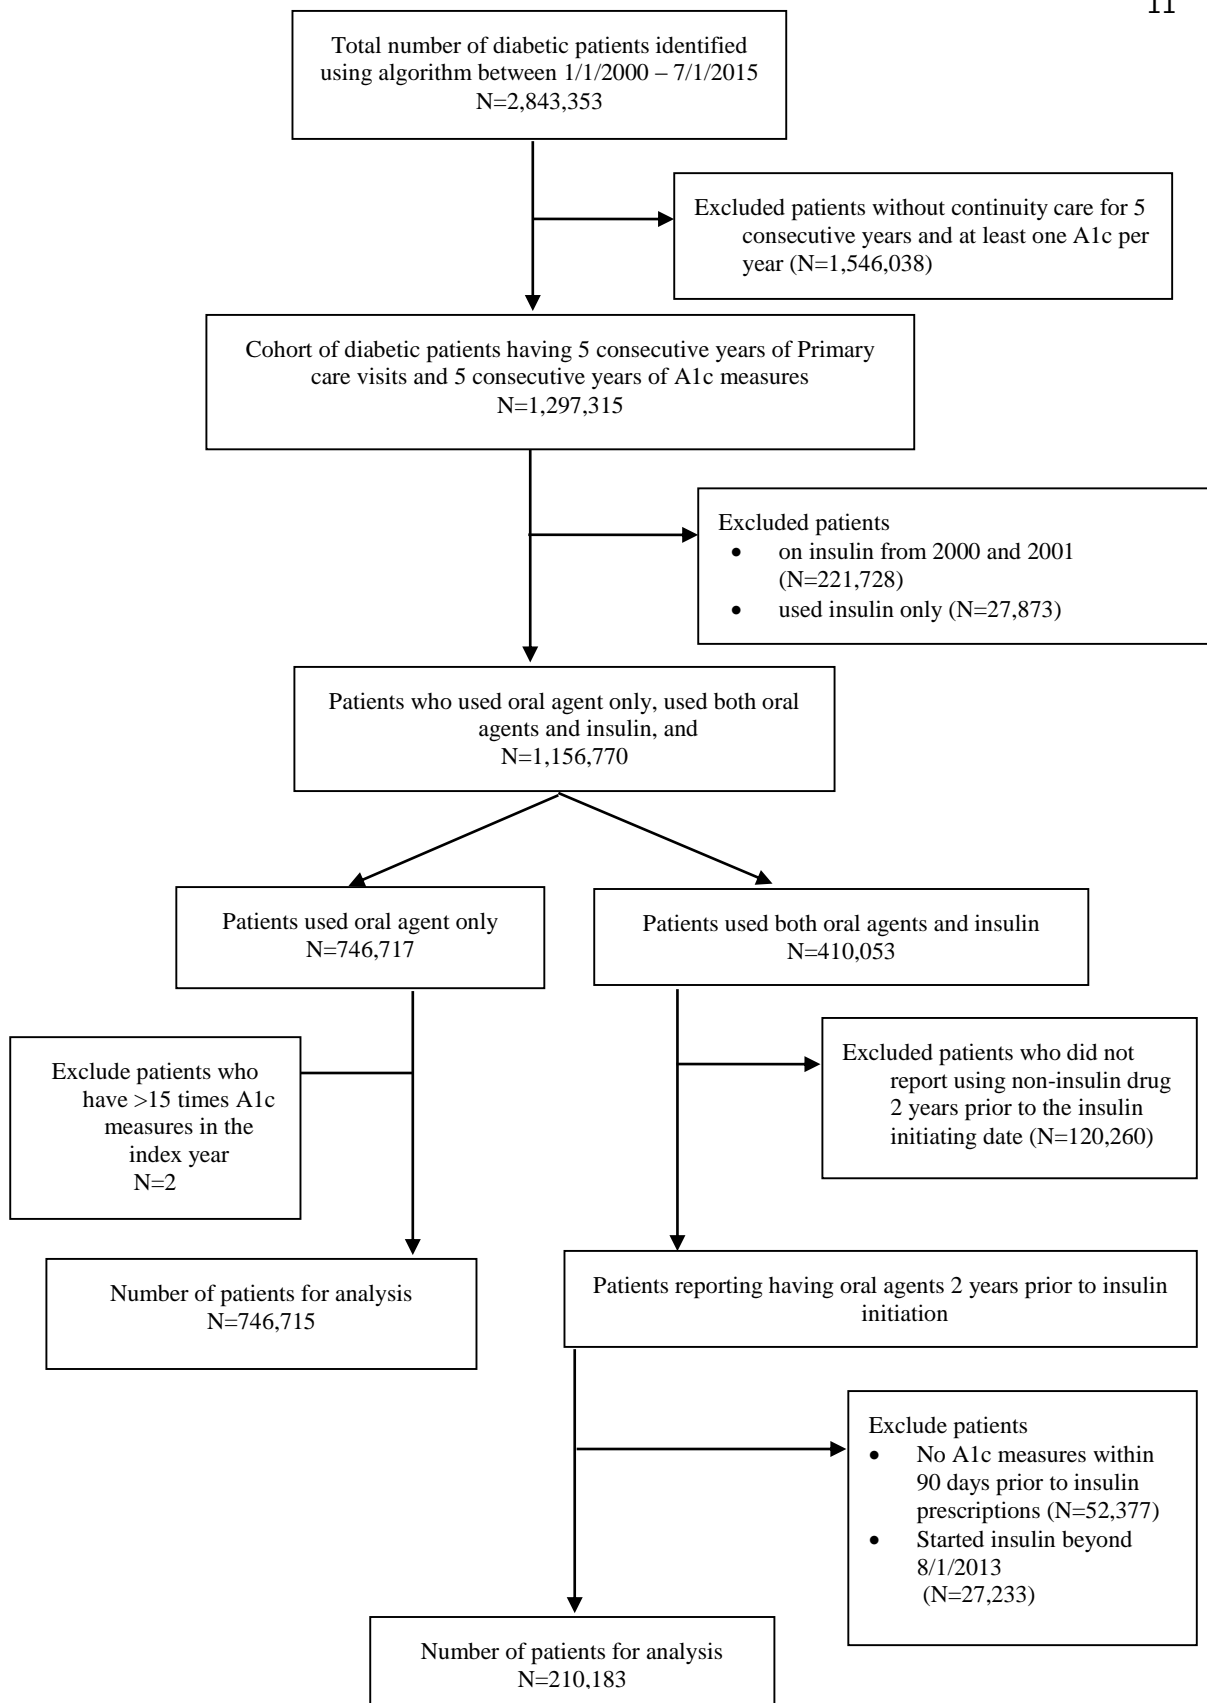 11
Total number of diabetic patients identified
using algorithm between 1/1/2000 – 7/1/2015
N=2,843,353
Excluded patients without continuity care for 5
consecutive years and at least one A1c per
year (N=1,546,038)
Cohort of diabetic patients having 5 consecutive years of Primary
care visits and 5 consecutive years of A1c measures
N=1,297,315
Excluded patients
• on insulin from 2000 and 2001
(N=221,728)
• used insulin only (N=27,873)
Patients who used oral agent only, used both oral
agents and insulin, and
N=1,156,770
Patients used oral agent only
N=746,717
Patients used both oral agents and insulin
N=410,053
Exclude patients who
have >15 times A1c
measures in the
index year
N=2
Excluded patients who did not
report using non-insulin drug
2 years prior to the insulin
initiating date (N=120,260)
Number of patients for analysis
N=746,715
Patients reporting having oral agents 2 years prior to insulin
initiation
Exclude patients
• No A1c measures within
90 days prior to insulin
prescriptions (N=52,377)
• Started insulin beyond
8/1/2013
(N=27,233)
Number of patients for analysis
N=210,183